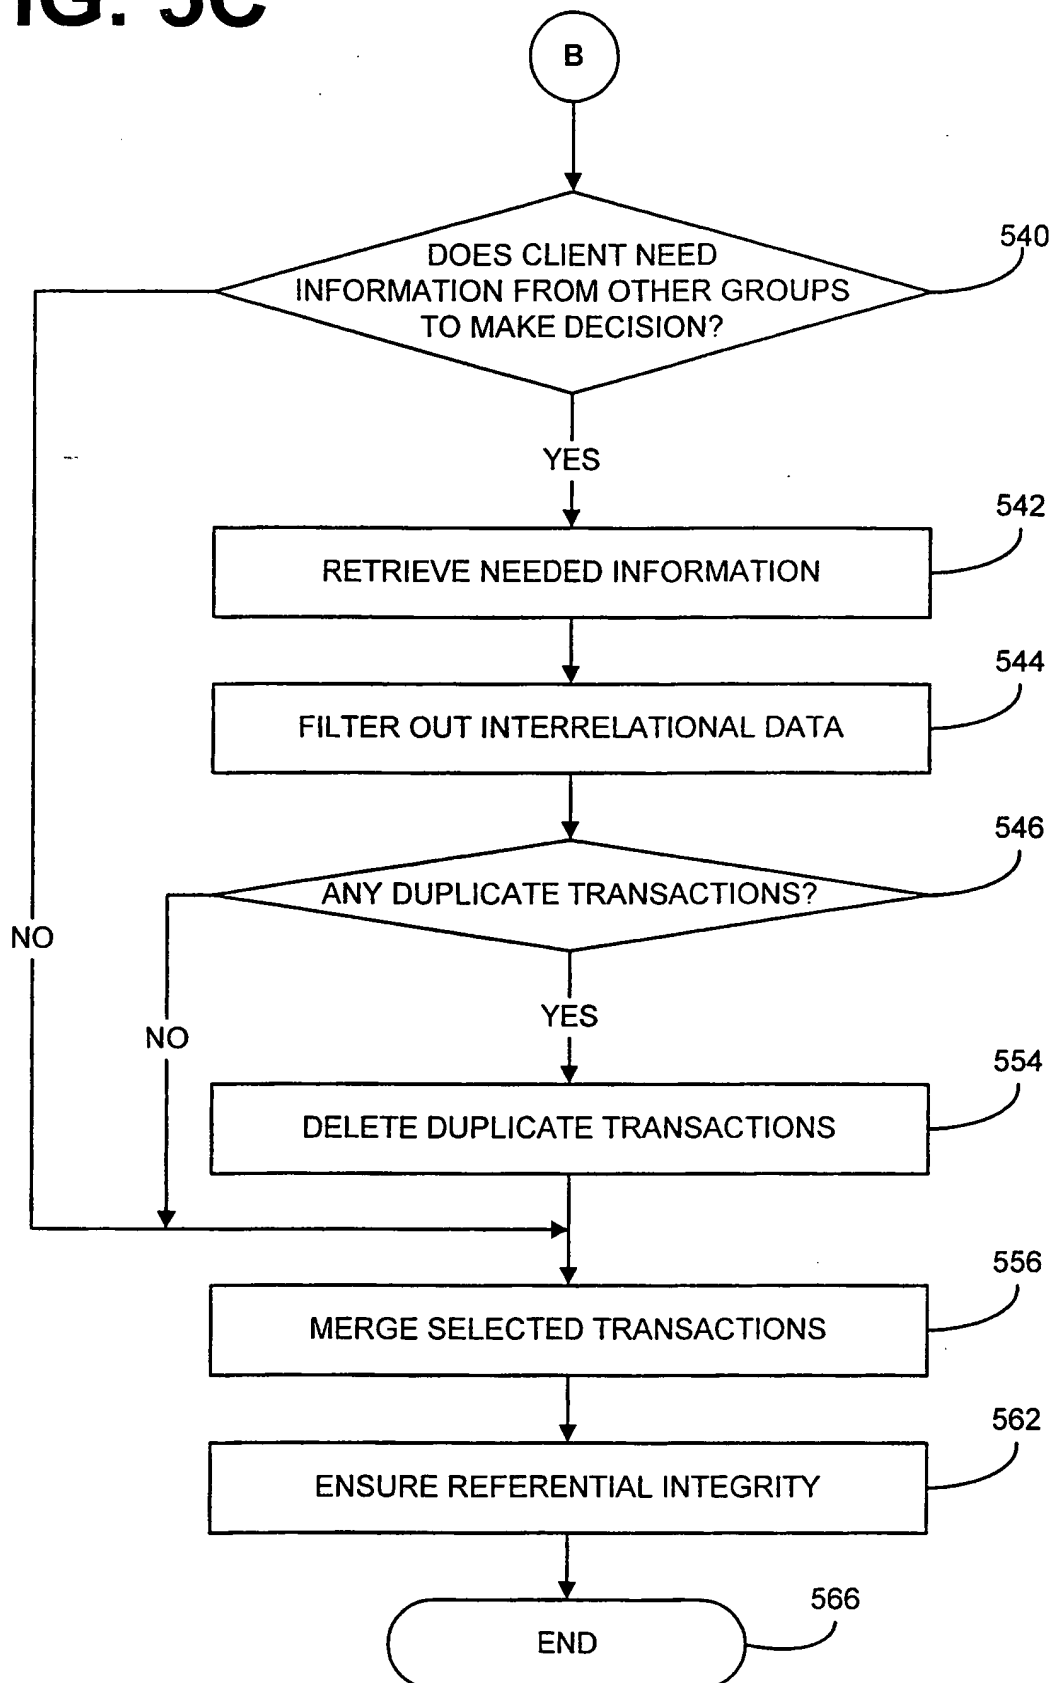 IG. 5C
B
DOES CLIENT NEED
INFORMATION FROM OTHER GROUPS
TO MAKE DECISION?
540
YES
542
RETRIEVE NEEDED INFORMATION
544
FILTER OUT INTERRELATIONAL DATA
546
ANY DUPLICATE TRANSACTIONS?
NO
YES
NO
554
DELETE DUPLICATE TRANSACTIONS
556
MERGE SELECTED TRANSACTIONS
562
ENSURE REFERENTIAL INTEGRITY
566
END